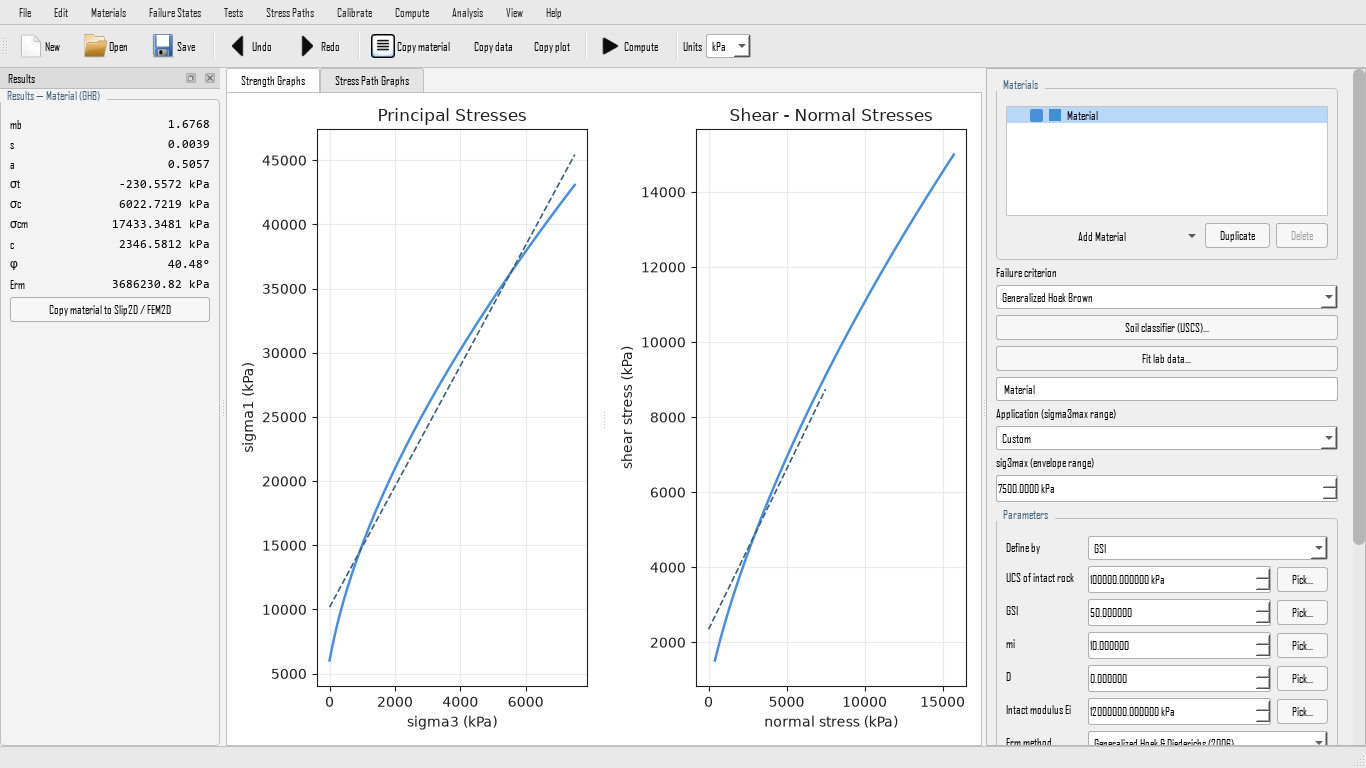 File Edit Materials Failure States Tests Stress Paths Calibrate Compute Analysis View Help
New Open Save Undo Redo Copy material Copy data Copy plot Compute Units kPa
Results
Results — Material (GHB)
mb 1.6768
s 0.0039
a 0.5057
σt -230.5572 kPa
σc 6022.7219 kPa
σcm 17433.3481 kPa
c 2346.5812 kPa
φ 40.48°
Erm 3686230.82 kPa
Copy material to Slip2D / FEM2D
Strength Graphs Stress Path Graphs
Principal Stresses
45000
40000
35000
30000
25000
20000
15000
10000
5000
sigma1 (kPa)
0 2000 4000 6000
sigma3 (kPa)
Shear - Normal Stresses
14000
12000
10000
8000
6000
4000
2000
shear stress (kPa)
0 5000 10000 15000
normal stress (kPa)
Materials
Material
Add Material Duplicate Delete
Failure criterion
Generalized Hoek Brown
Soil classifier (USCS)...
Fit lab data...
Material
Application (sigma3max range)
Custom
sig3max (envelope range)
7500.0000 kPa
Parameters
Define by GSI
UCS of intact rock 100000.000000 kPa Pick...
GSI 50.000000 Pick...
mi 10.000000 Pick...
D 0.000000 Pick...
Intact modulus Ei 12000000.000000 kPa Pick...
Erm method Generalized Hoek & Diederichs (2006)